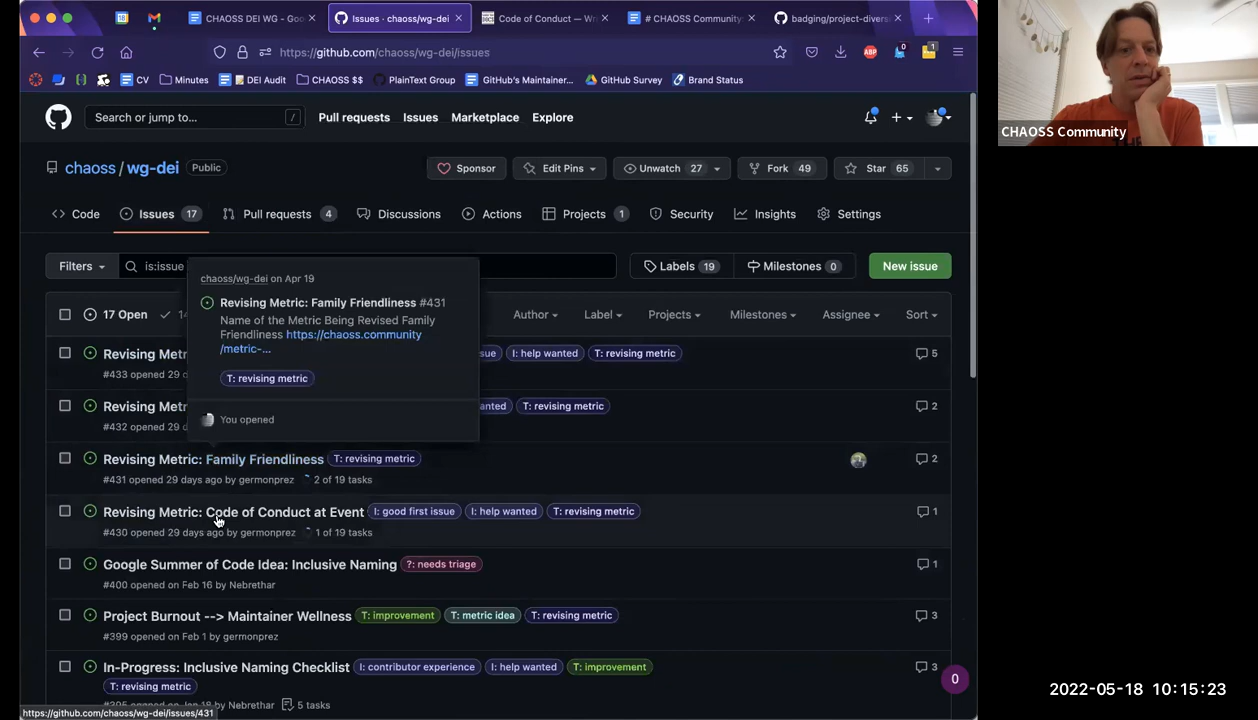 CHAOSS DEI WG - Goo
Issues · chaoss/wg-dei
Code of Conduct — Wr
# CHAOSS Community:
badging/project-divers
https://github.com/chaoss/wg-dei/issues
ABP
0
1
CV
Minutes
DEI Audit
CHAOSS $$
PlainText Group
GitHub's Maintainer...
GitHub Survey
Brand Status
Search or jump to...
/
Pull requests
Issues
Marketplace
Explore
chaoss / wg-dei
Public
Sponsor
Edit Pins
Unwatch 27
Fork 49
Star 65
Code
Issues 17
Pull requests 4
Discussions
Actions
Projects 1
Security
Insights
Settings
Filters
is:issue
Labels 19
Milestones 0
New issue
chaoss/wg-dei on Apr 19
Revising Metric: Family Friendliness #431
Name of the Metric Being Revised Family
Friendliness https://chaoss.community
/metric-...
T: revising metric
You opened
17 Open
Author
Label
Projects
Milestones
Assignee
Sort
Revising Metr
sue
I: help wanted
T: revising metric
5
#433 opened 29 d
Revising Metr
anted
T: revising metric
2
#432 opened 29 d
Revising Metric: Family Friendliness
T: revising metric
2
#431 opened 29 days ago by germonprez
2 of 19 tasks
Revising Metric: Code of Conduct at Event
I: good first issue
I: help wanted
T: revising metric
1
#430 opened 29 days ago by germonprez
1 of 19 tasks
Google Summer of Code Idea: Inclusive Naming
?: needs triage
1
#400 opened on Feb 16 by Nebrethar
Project Burnout --> Maintainer Wellness
T: improvement
T: metric idea
T: revising metric
3
#399 opened on Feb 1 by germonprez
In-Progress: Inclusive Naming Checklist
I: contributor experience
I: help wanted
T: improvement
3
T: revising metric
by Nebrethar
5 tasks
https://github.com/chaoss/wg-dei/issues/431
0
CHAOSS Community
2022-05-18 10:15:23